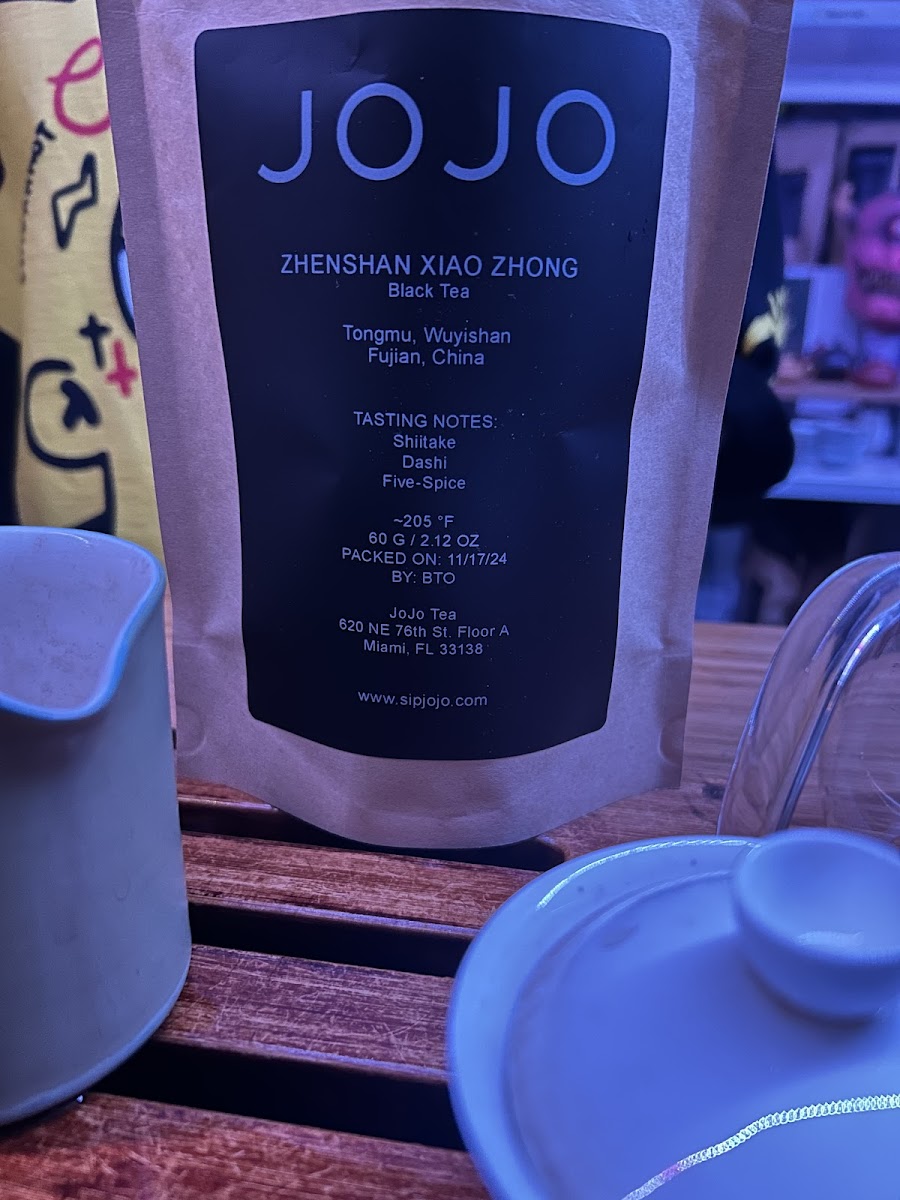 JOJO
ZHENSHAN XIAO ZHONG
Black Tea
Tongmu, Wuyishan
Fujian, China
TASTING NOTES:
Shiitake
Dashi
Five-Spice
~205 °F
60 G / 2.12 OZ
PACKED ON: 11/17/24
BY: BTO
JoJo Tea
620 NE 76th St. Floor A
Miami, FL 33138
www.sipjojo.com